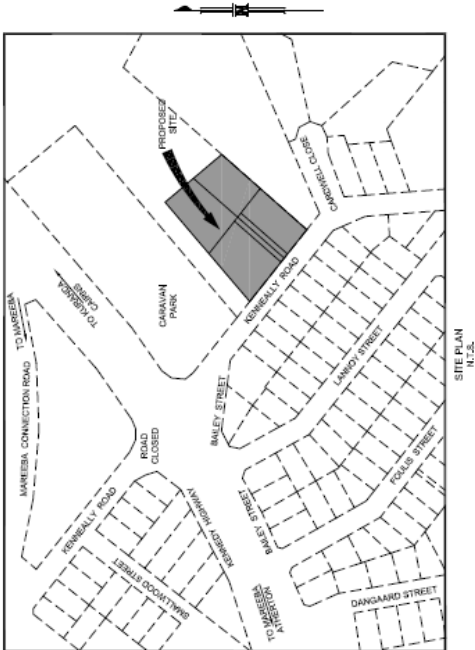 N
PROPOSED
SITE
CARDWELL CLOSE
TO KURANDA
CAIRNS
CARAVAN
PARK
KENNEALLY ROAD
TO MAREEBA
MAREEBA CONNECTION ROAD
BAILEY STREET
LANNOY STREET
ROAD
CLOSED
KENNEALLY ROAD
KENNEDY HIGHWAY
BAILEY STREET
FOULIS STREET
SMALLWOOD STREET
TO MAREEBA
ATHERTON
DANGAARD STREET
SITE PLAN
N.T.S.